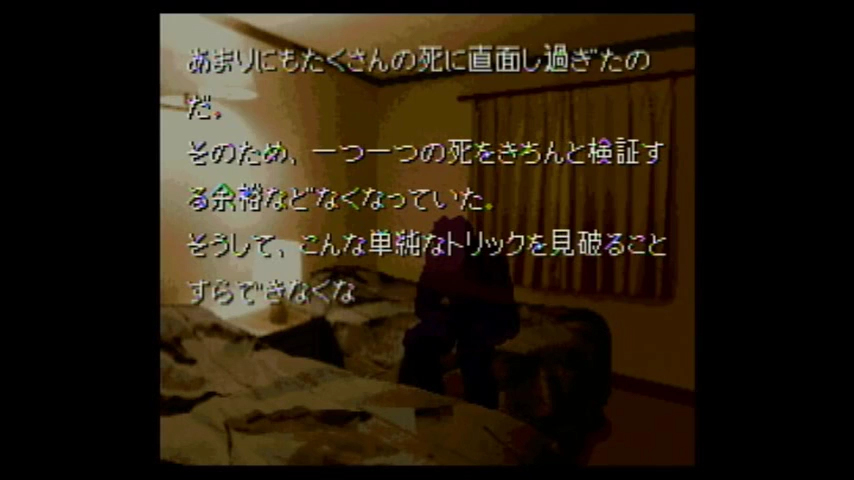 あまりにもたくさんの死に直面し過ぎたの
だ。
そのため、一つ一つの死をきちんと検証す
る余裕などなくなっていた。
そうして、こんな単純なトリックを見破ること
すらできなくな